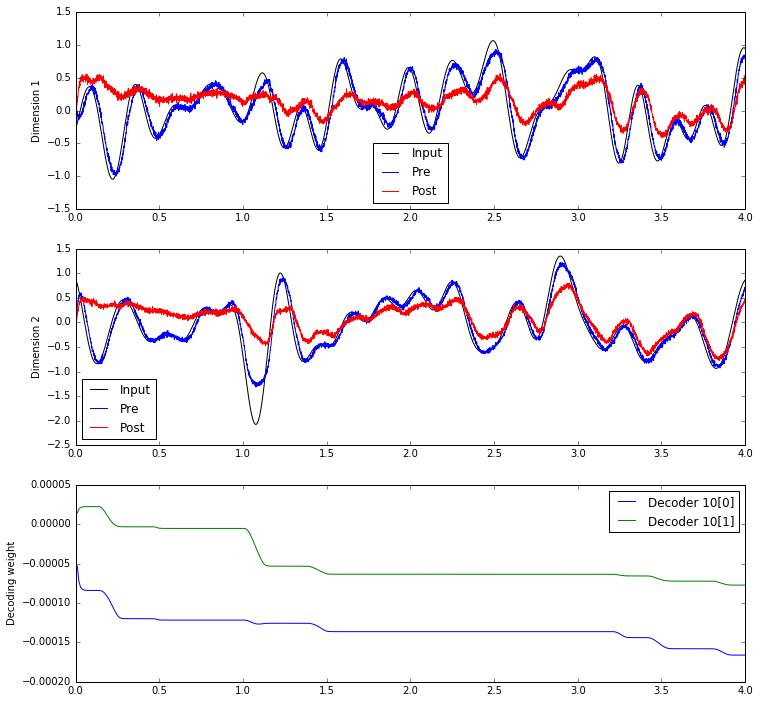 1.5
1.0
0.5
0.0
−0.5
−1.0
−1.5
Dimension 1
Input
Pre
Post
0.0 0.5 1.0 1.5 2.0 2.5 3.0 3.5 4.0
1.5
1.0
0.5
0.0
−0.5
−1.0
−1.5
−2.0
−2.5
Dimension 2
Input
Pre
Post
0.0 0.5 1.0 1.5 2.0 2.5 3.0 3.5 4.0
0.00005
0.00000
−0.00005
−0.00010
−0.00015
−0.00020
Decoding weight
Decoder 10[0]
Decoder 10[1]
0.0 0.5 1.0 1.5 2.0 2.5 3.0 3.5 4.0